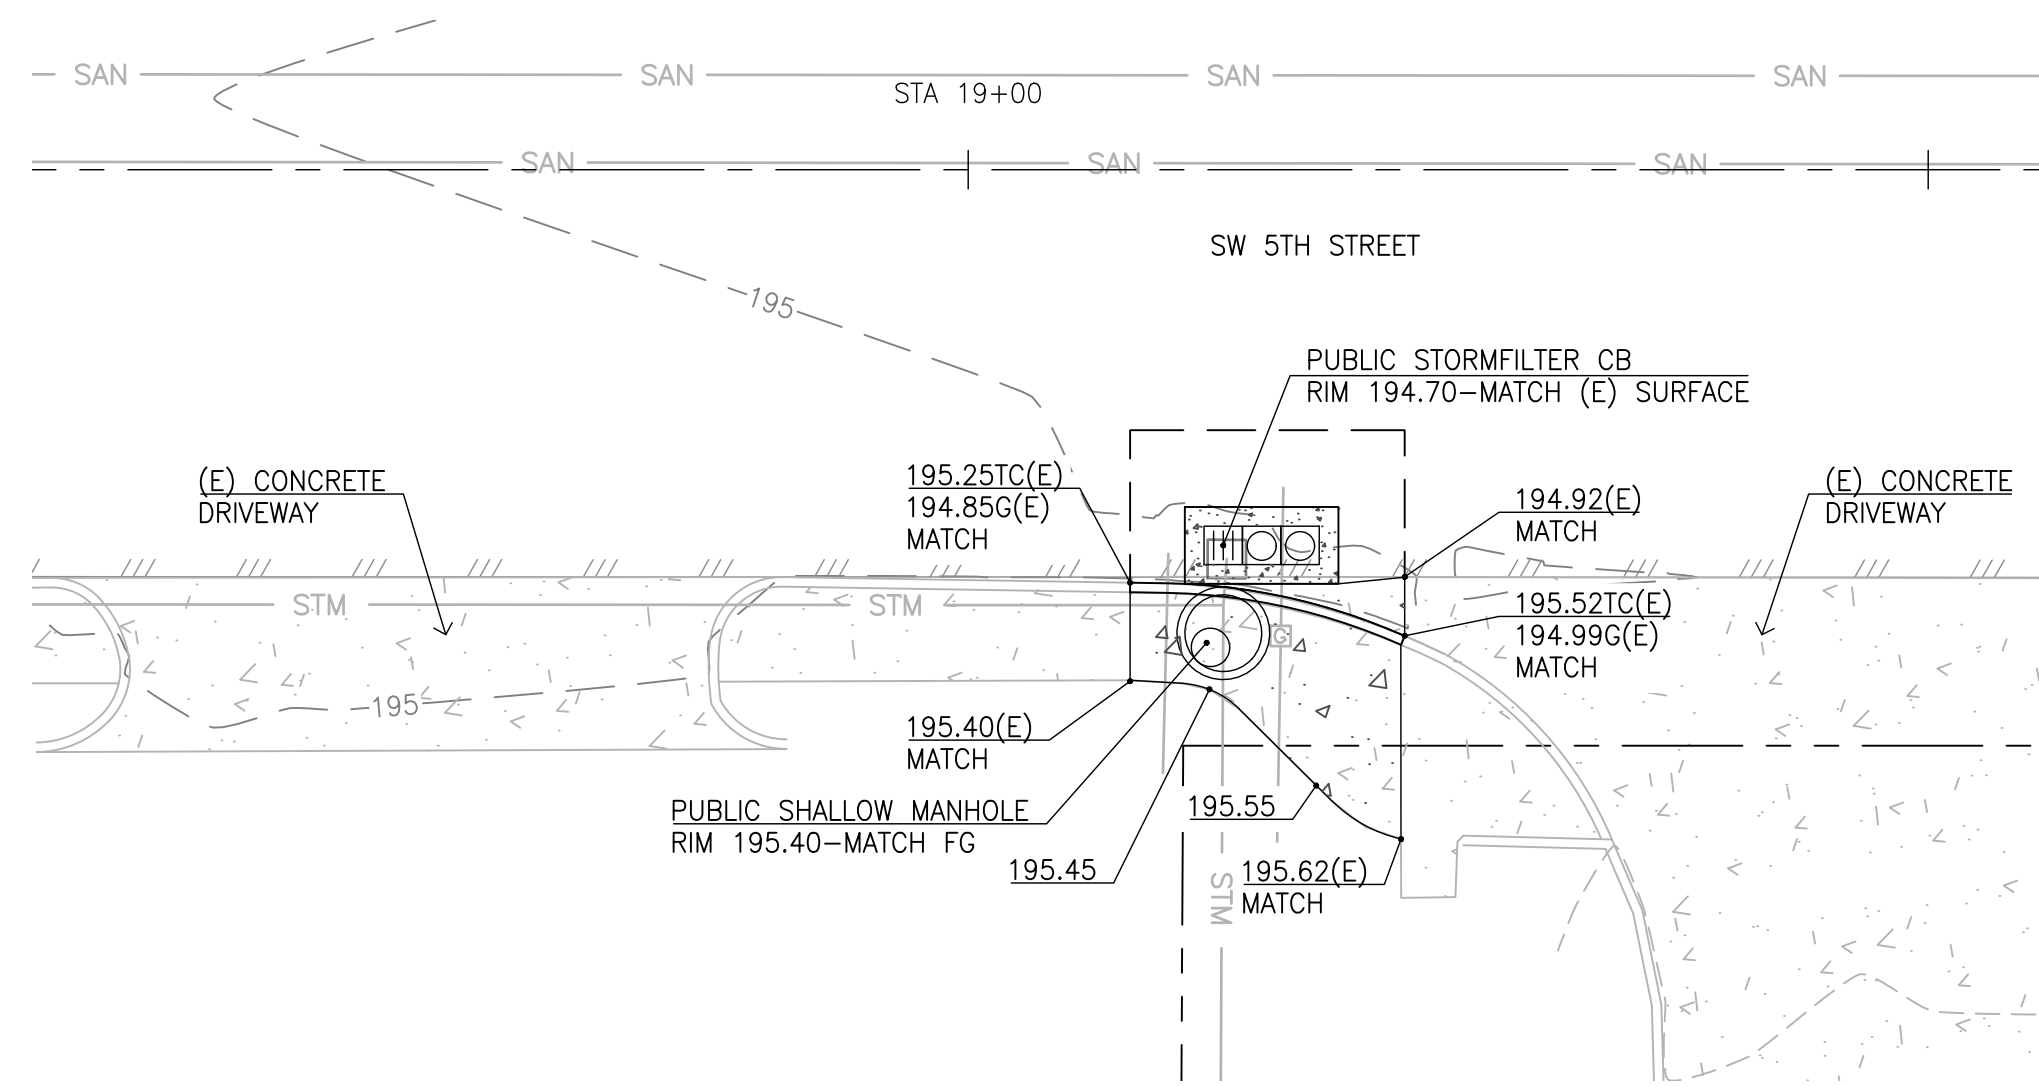 SAN
SAN
SAN
SAN
STA 19+00
SAN
SAN
SAN
SW 5TH STREET
195
PUBLIC STORMFILTER CB
RIM 194.70-MATCH (E) SURFACE
(E) CONCRETE
DRIVEWAY
195.25TC(E)
194.85G(E)
MATCH
194.92(E)
MATCH
(E) CONCRETE
DRIVEWAY
STM
STM
G
195.52TC(E)
194.99G(E)
MATCH
195
195.40(E)
MATCH
PUBLIC SHALLOW MANHOLE
RIM 195.40-MATCH FG
195.45
195.55
195.62(E)
MATCH
STM